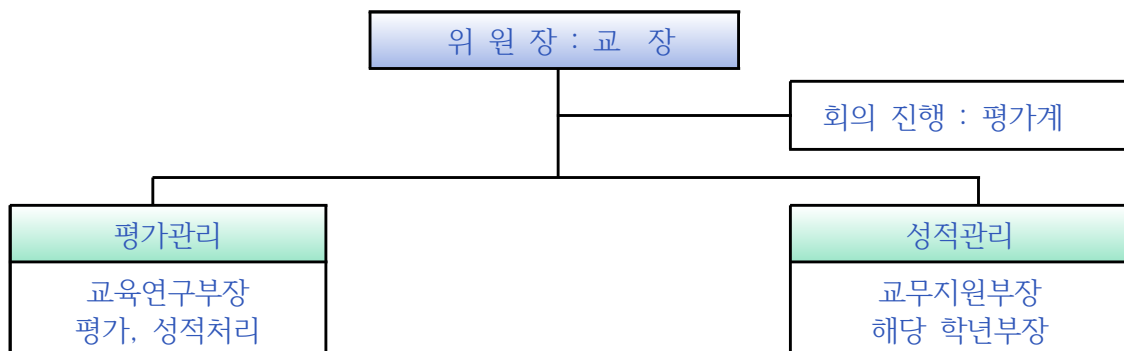 위 원 장 : 교 장
회의 진행 : 평가계
평가관리
교육연구부장
평가, 성적처리
성적관리
교무지원부장
해당 학년부장